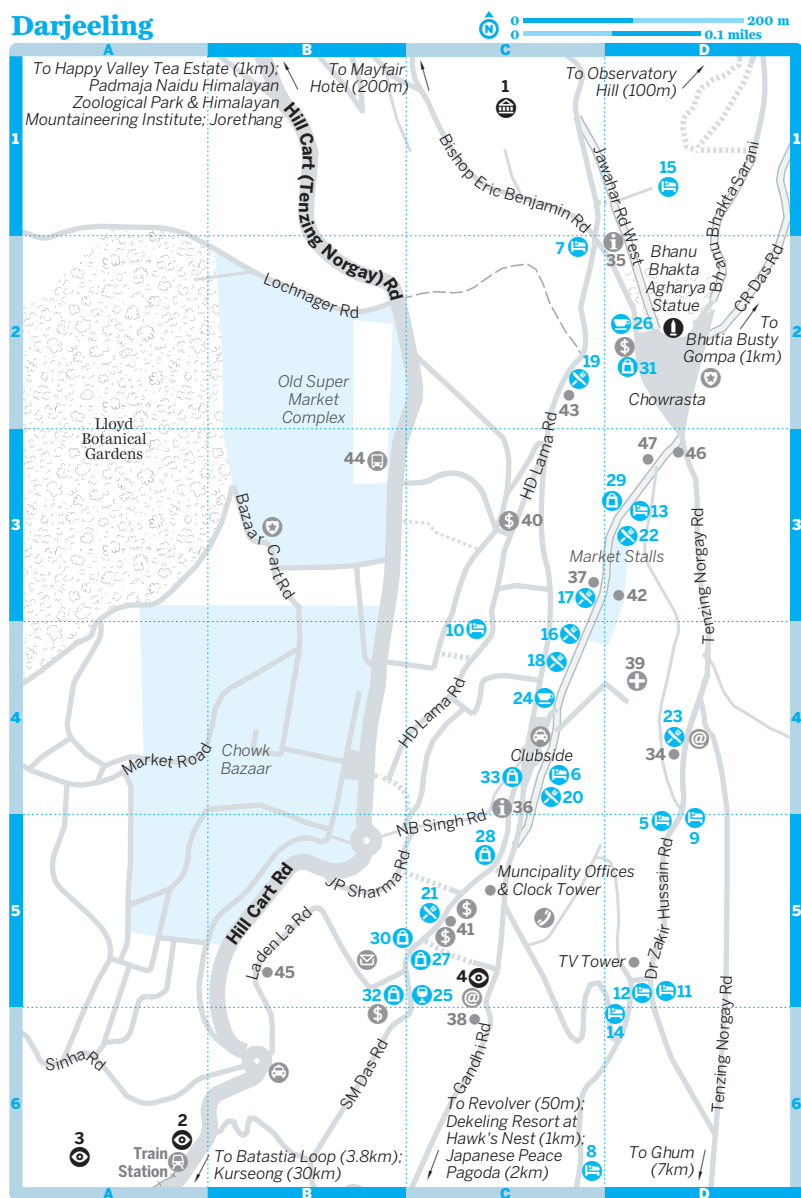 Darjeeling
0 200 m
0 0.1 miles
A B C D
To Happy Valley Tea Estate (1km);
Padmaja Naidu Himalayan
Zoological Park & Himalayan
Mountaineering Institute; Jorethang
To Mayfair
Hotel (200m)
1
To Observatory
Hill (100m)
1
1
Hill Cart (Tenzing Norgay) Rd
Bishop Eric Benjamin Rd
Jawahar Rd West
15
Bhanu Bhakta Sarani
CR Das Rd
7
35
Bhanu
Bhakta
Agharya
Statue
Lochnager Rd
26
To
Bhutia Busty
Gompa (1km)
2
2
$
31
19
43
Chowrasta
Old Super
Market
Complex
Lloyd
Botanical
Gardens
HD Lama Rd
47
46
44
29
13
22
3
3
Bazaar Cart Rd
$ 40
Market Stalls
37
17
42
Tenzing Norgay Rd
10
16
18
39
24
HD Lama Rd
23
@
34
4
4
Market Road
Chowk
Bazaar
Clubside
33
6
20
36
NB Singh Rd
5
9
28
JP Sharma Rd
Muncipality Offices
& Clock Tower
Hill Cart Rd
21
$
41
$
5
5
Laden La Rd
30
27
Dr Zakir Hussain Rd
TV Tower
45
4
@
32
25
12
11
$
38
14
Sinha Rd
SM Das Rd
Gandhi Rd
Tenzing Norgay Rd
6
6
To Revolver (50m);
Dekeling Resort at
Hawk's Nest (1km);
Japanese Peace
Pagoda (2km)
8
To Ghum
(7km)
3
2
Train
Station
To Batastia Loop (3.8km);
Kurseong (30km)
A B C D